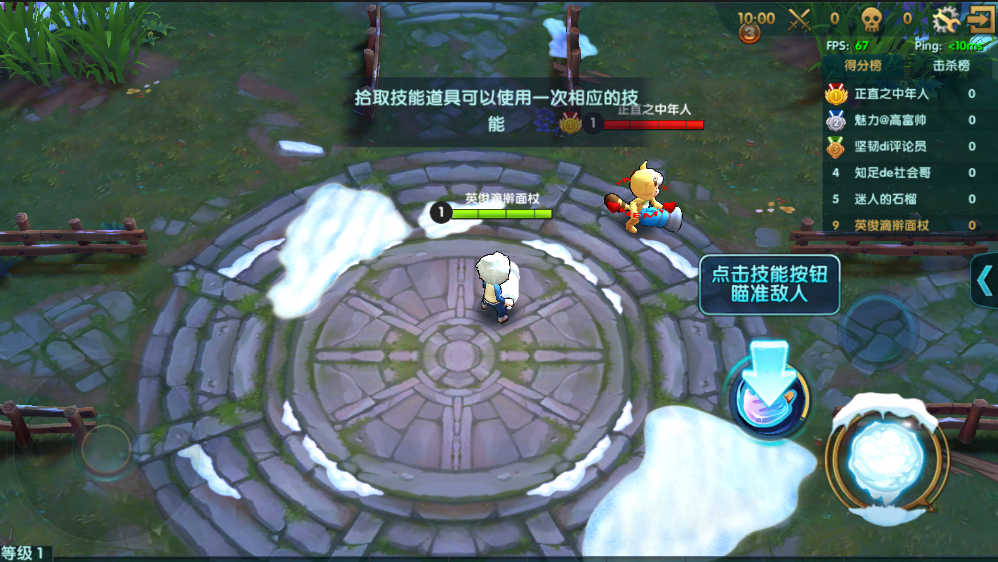 10:00
0
0
3
FPS: 67
Ping: <10ms
得分榜
击杀榜
1 正直之中年人 0
2 魅力@高富帅 0
3 坚韧di评论员 0
4 知足de社会哥 0
5 迷人的石榴 0
9 英俊滴擀面杖 0
拾取技能道具可以使用一次相应的技
能
正直之中年人
1
1
英俊滴擀面杖
1
点击技能按钮
瞄准敌人
等级 1